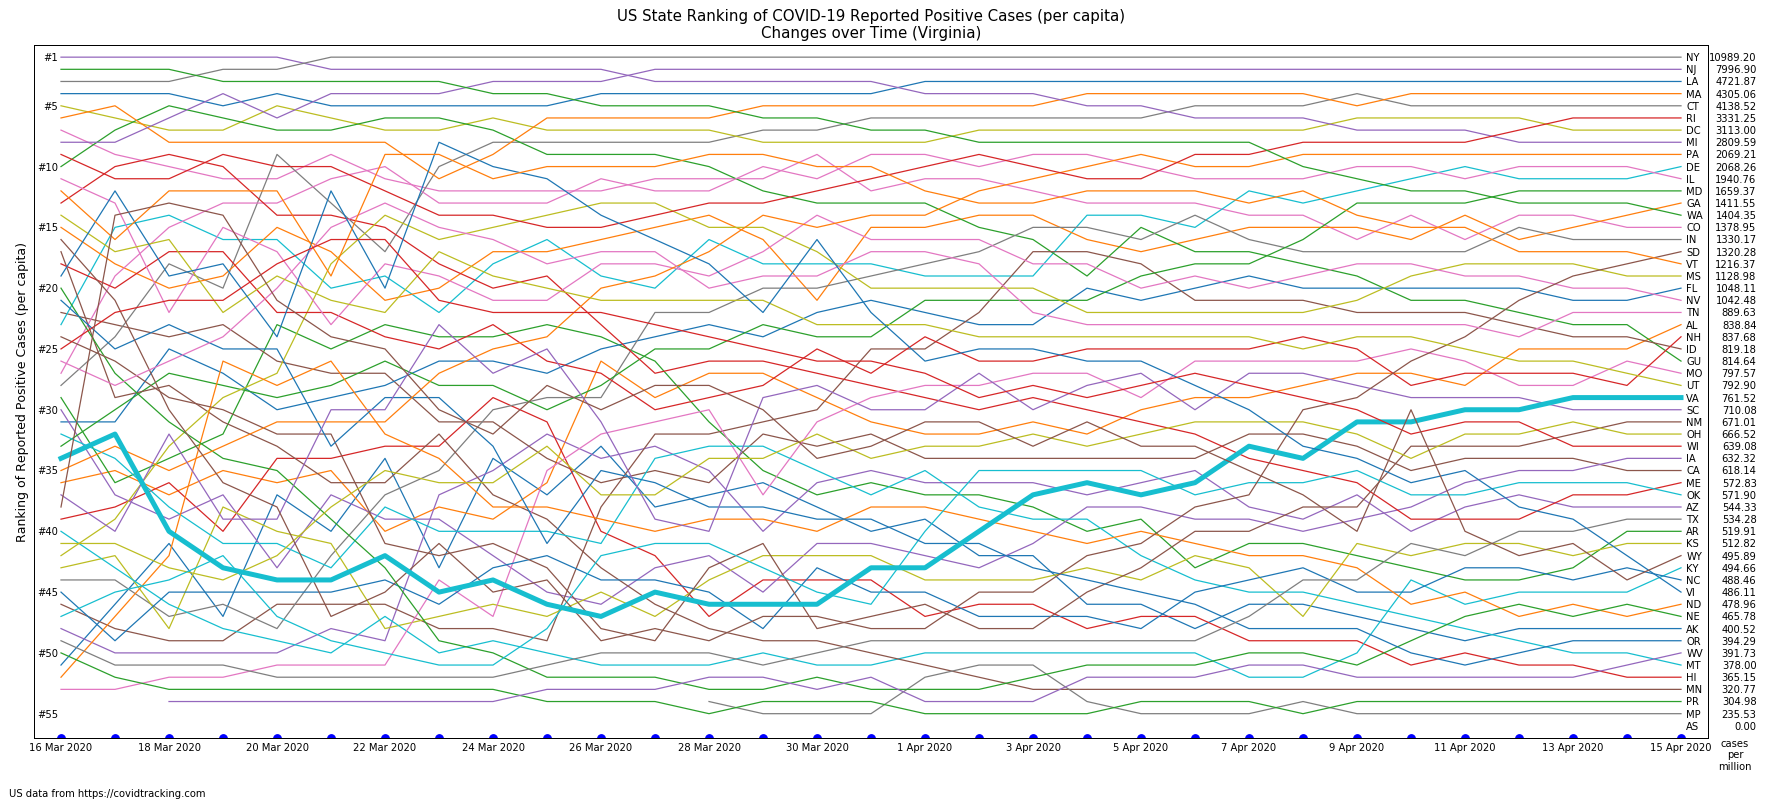 US State Ranking of COVID-19 Reported Positive Cases (per capita)
Changes over Time (Virginia)
Ranking of Reported Positive Cases (per capita)
#1
#5
#10
#15
#20
#25
#30
#35
#40
#45
#50
#55
NY 10989.20
NJ 7996.90
LA 4721.87
MA 4305.06
CT 4138.52
RI 3331.25
DC 3113.00
MI 2809.59
PA 2069.21
DE 2068.26
IL 1940.76
MD 1659.37
GA 1411.55
WA 1404.35
CO 1378.95
IN 1330.17
SD 1320.28
VT 1216.37
MS 1128.98
FL 1048.11
NV 1042.48
TN 889.63
AL 838.84
NH 837.68
ID 819.18
GU 814.64
MO 797.57
UT 792.90
VA 761.52
SC 710.08
NM 671.01
OH 666.52
WI 639.08
IA 632.32
CA 618.14
ME 572.83
OK 571.90
AZ 544.33
TX 534.28
AR 519.91
KS 512.82
WY 495.89
KY 494.66
NC 488.46
VI 486.11
ND 478.96
NE 465.78
AK 400.52
OR 394.29
WV 391.73
MT 378.00
HI 365.15
MN 320.77
PR 304.98
MP 235.53
AS 0.00
16 Mar 2020 18 Mar 2020 20 Mar 2020 22 Mar 2020 24 Mar 2020 26 Mar 2020 28 Mar 2020 30 Mar 2020 1 Apr 2020 3 Apr 2020 5 Apr 2020 7 Apr 2020 9 Apr 2020 11 Apr 2020 13 Apr 2020 15 Apr 2020
cases
per
million
US data from https://covidtracking.com